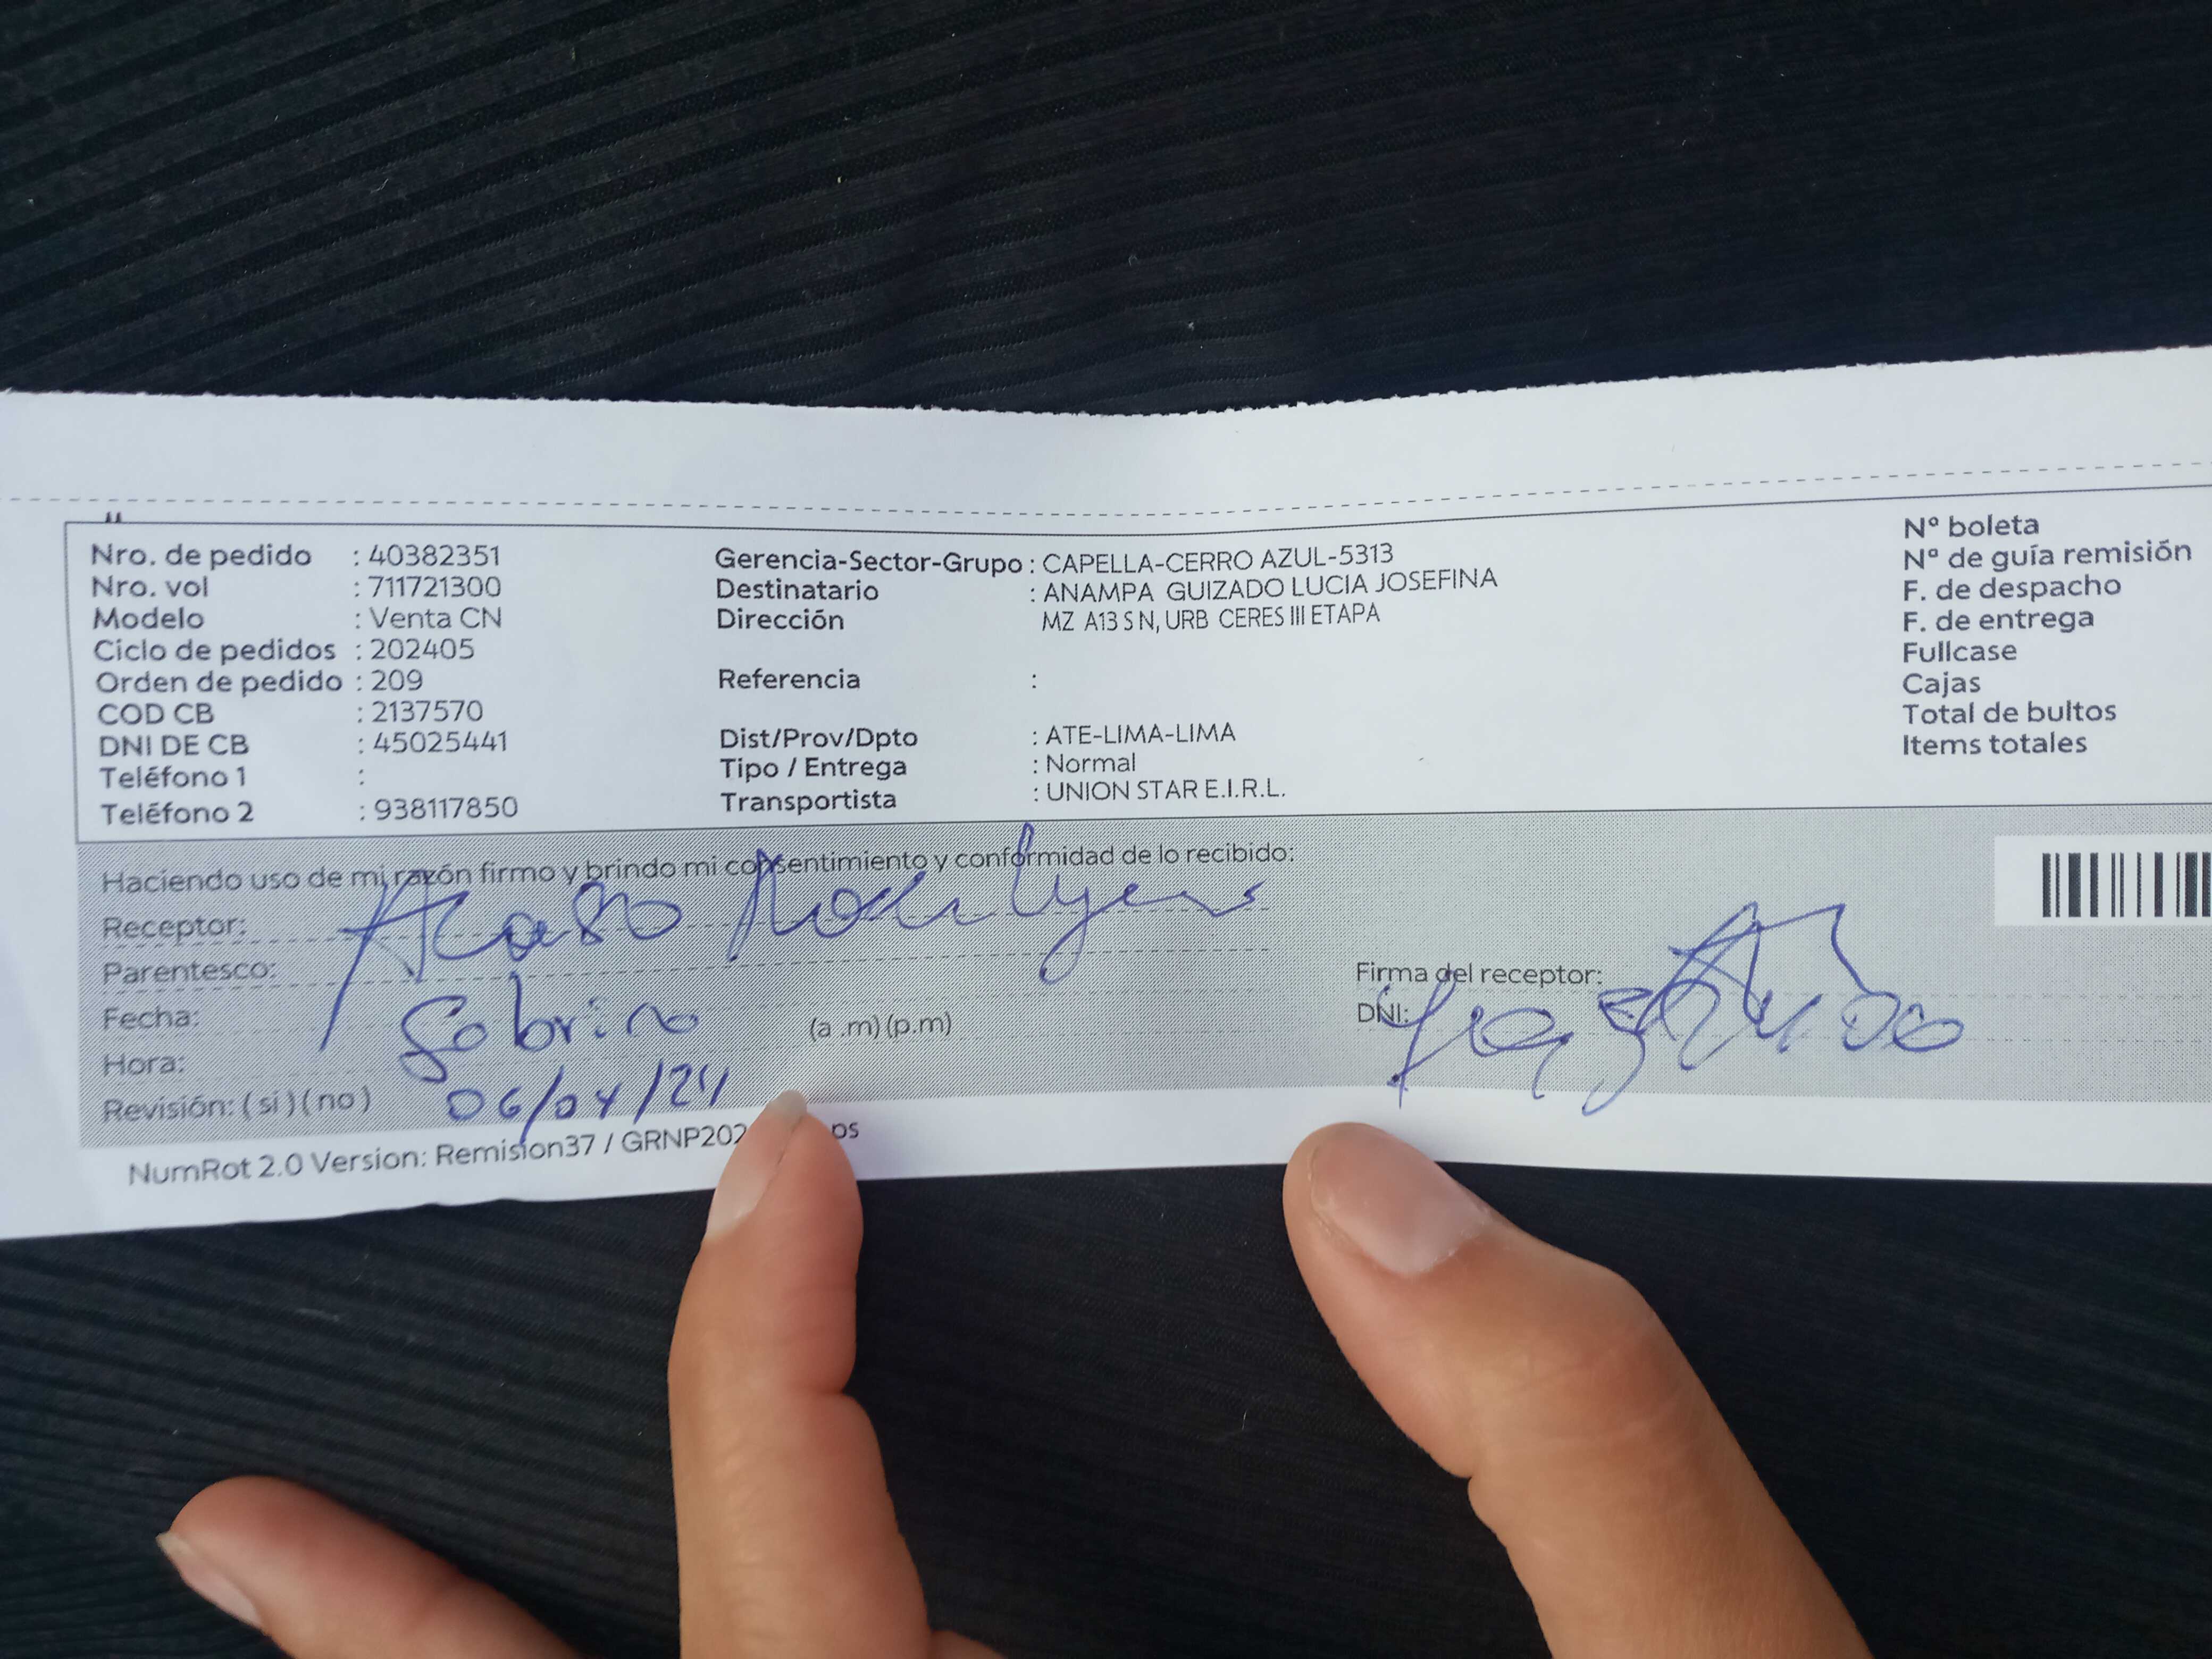 Nro. de pedido : 40382351
Nro. vol : 711721300
Modelo : Venta CN
Ciclo de pedidos : 202405
Orden de pedido : 209
COD CB : 2137570
DNI DE CB : 45025441
Teléfono 1 :
Teléfono 2 : 938117850
Gerencia-Sector-Grupo : CAPELLA-CERRO AZUL-5313
Destinatario : ANAMPA GUIZADO LUCIA JOSEFINA
Dirección MZ A13 S N, URB CERES III ETAPA
Referencia :
Dist/Prov/Dpto : ATE-LIMA-LIMA
Tipo / Entrega : Normal
Transportista : UNION STAR E.I.R.L.
Nº boleta
Nº de guía remisión
F. de despacho
F. de entrega
Fullcase
Cajas
Total de bultos
Items totales
Haciendo uso de mi razón firmo y brindo mi consentimiento y conformidad de lo recibido:
Receptor:
Parentesco: Sobrino
Fecha: (a .m) (p.m)
Hora: 06/04/24
Revisión: ( si ) ( no )
Firma del receptor:
DNI:
NumRot 2.0 Version: Remision37 / GRNP202 ps